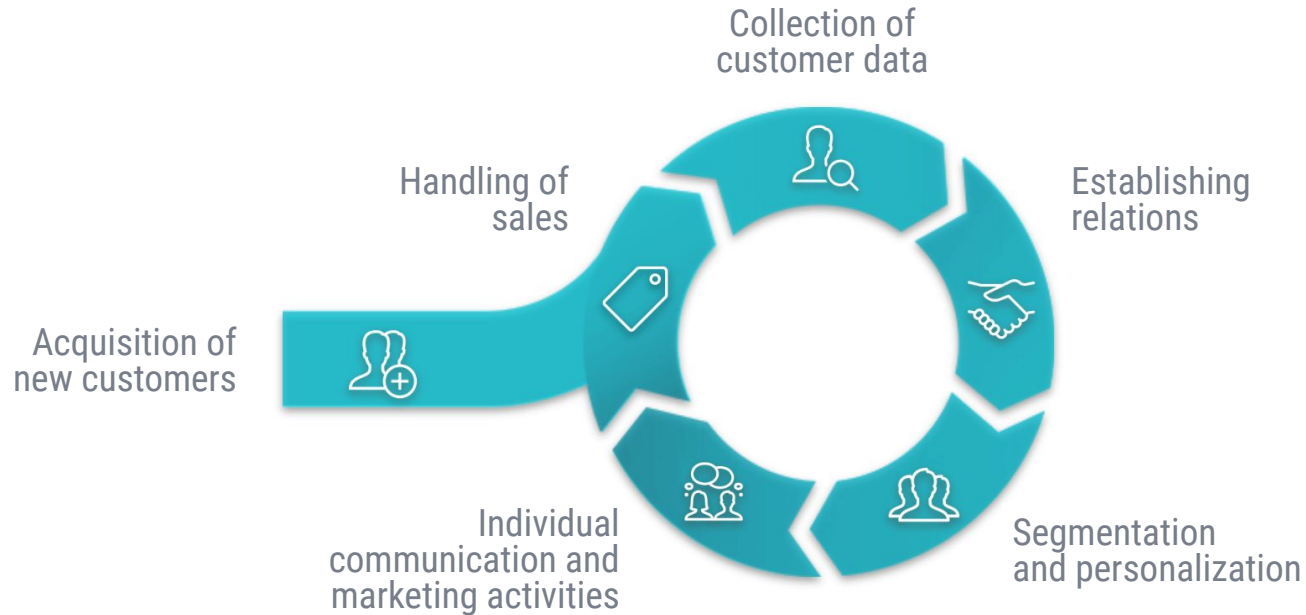 Collection of
customer data
Handling of
sales
Establishing
relations
Acquisition of
new customers
Individual
communication and
marketing activities
Segmentation
and personalization